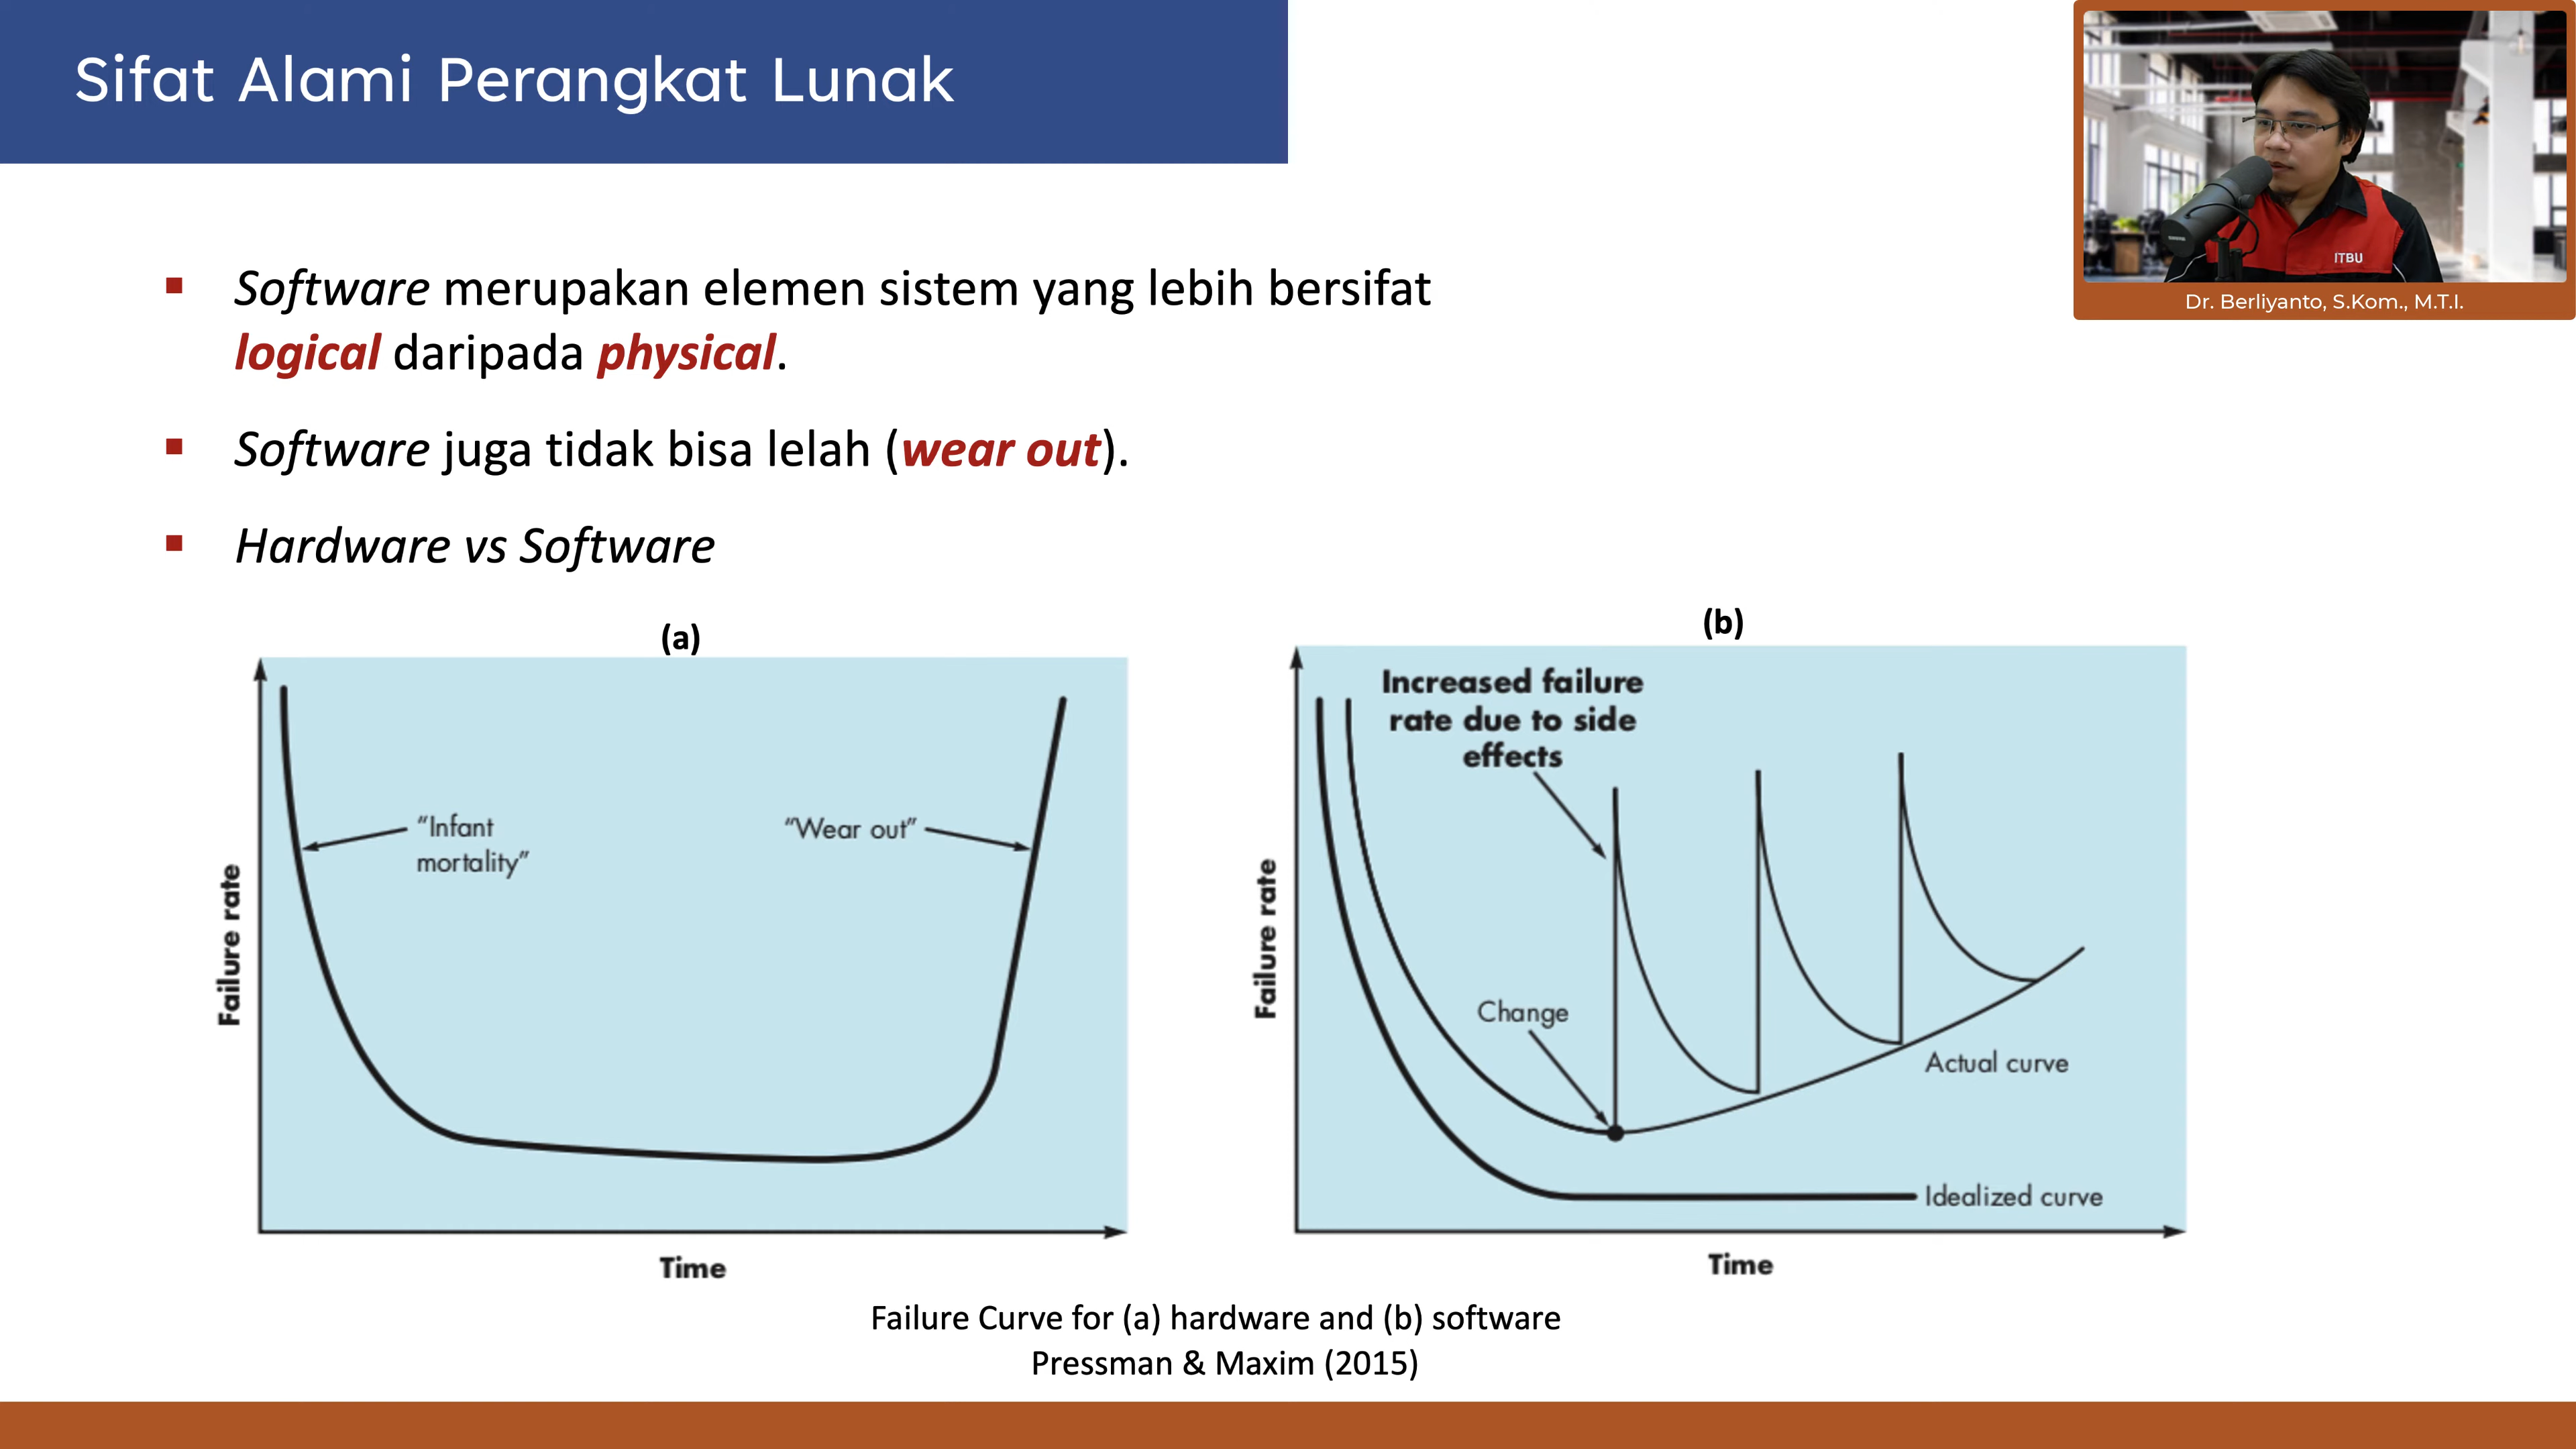 Sifat Alami Perangkat Lunak
ITBU
Dr. Berliyanto, S.Kom., M.T.I.
▪ Software merupakan elemen sistem yang lebih bersifat
logical daripada physical.
▪ Software juga tidak bisa lelah (wear out).
▪ Hardware vs Software
(a)
Failure rate
“Infant
mortality”
“Wear out”
Time
(b)
Failure rate
Increased failure
rate due to side
effects
Change
Actual curve
Idealized curve
Time
Failure Curve for (a) hardware and (b) software
Pressman & Maxim (2015)